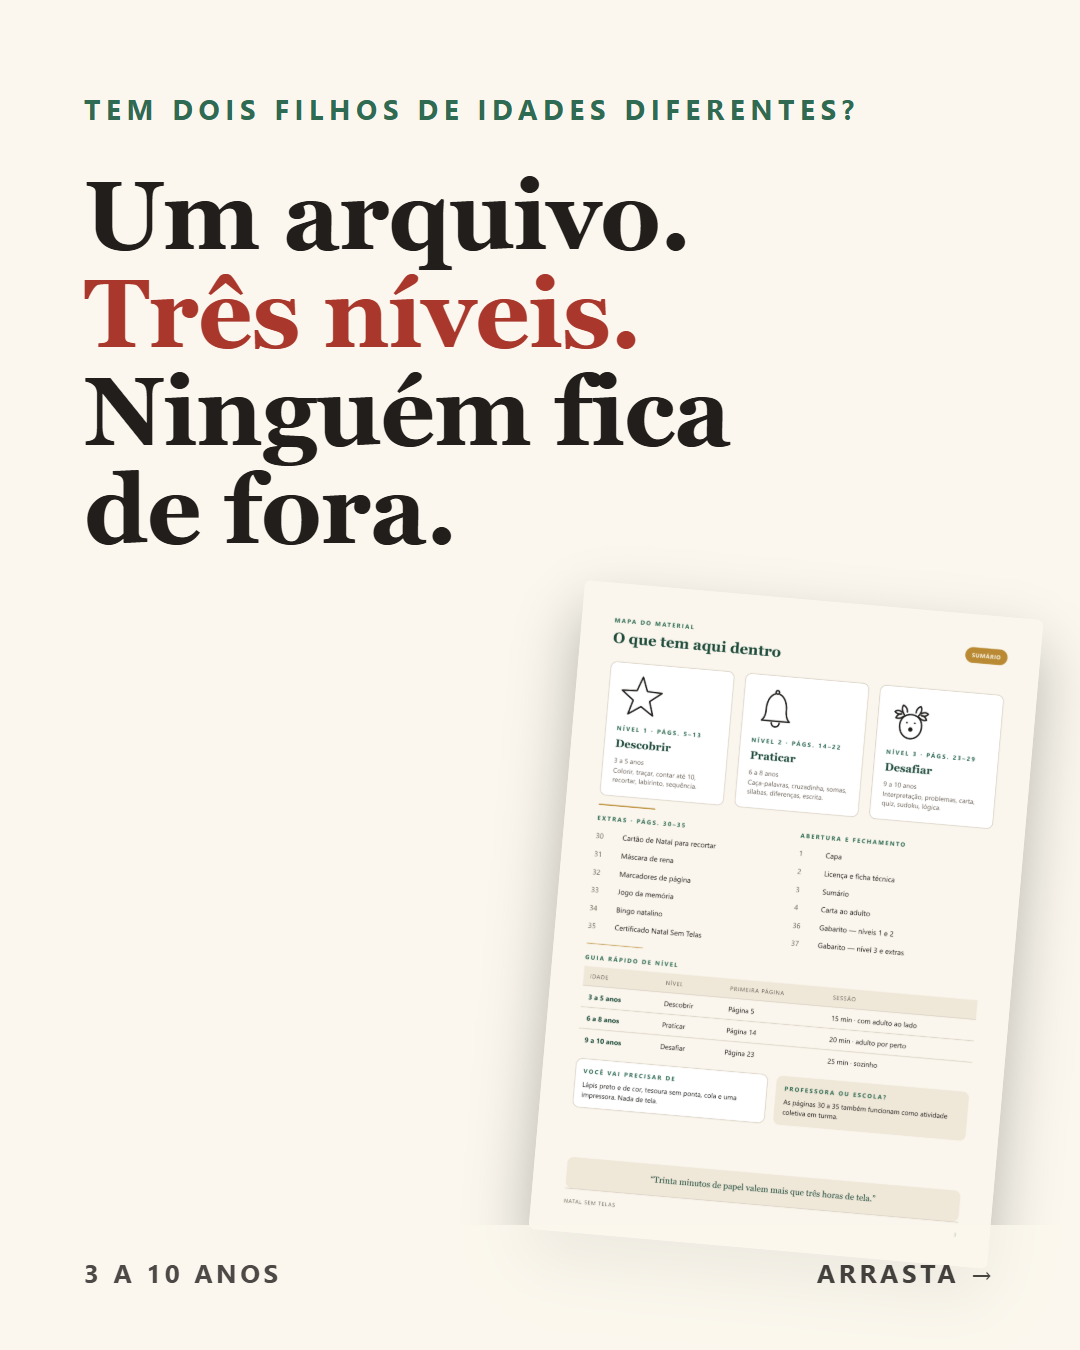 TEM DOIS FILHOS DE IDADES DIFERENTES?
Um arquivo.
Três níveis.
Ninguém fica
de fora.
MAPA DO MATERIAL
O que tem aqui dentro
SUMÁRIO
NÍVEL 1 · PÁGS. 5–13
Descobrir
3 a 5 anos
Colorir, traçar, contar até 10,
recortar, labirinto, sequência.
NÍVEL 2 · PÁGS. 14–22
Praticar
6 a 8 anos
Caça-palavras, cruzadinha, somas,
sílabas, diferenças, escrita.
NÍVEL 3 · PÁGS. 23–29
Desafiar
9 a 10 anos
Interpretação, problemas, carta,
quiz, sudoku, lógica.
EXTRAS · PÁGS. 30–35
30 Cartão de Natal para recortar
31 Máscara de rena
32 Marcadores de página
33 Jogo da memória
34 Bingo natalino
35 Certificado Natal Sem Telas
ABERTURA E FECHAMENTO
1 Capa
2 Licença e ficha técnica
3 Sumário
4 Carta ao adulto
36 Gabarito — níveis 1 e 2
37 Gabarito — nível 3 e extras
GUIA RÁPIDO DE NÍVEL
IDADE NÍVEL PRIMEIRA PÁGINA SESSÃO
3 a 5 anos Descobrir Página 5 15 min · com adulto ao lado
6 a 8 anos Praticar Página 14 20 min · adulto por perto
9 a 10 anos Desafiar Página 23 25 min · sozinho
VOCÊ VAI PRECISAR DE
Lápis preto e de cor, tesoura sem ponta, cola e uma
impressora. Nada de tela.
PROFESSORA OU ESCOLA?
As páginas 30 a 35 também funcionam como atividade
coletiva em turma.
"Trinta minutos de papel valem mais que três horas de tela."
NATAL SEM TELAS
3 A 10 ANOS
ARRASTA →